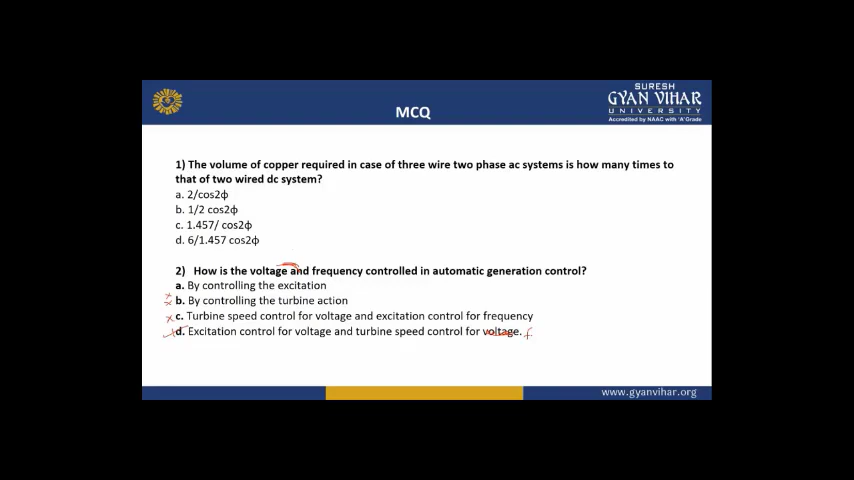 SURESH
GYAN VIHAR
UNIVERSITY
Accredited by NAAC with 'A' Grade
MCQ
1) The volume of copper required in case of three wire two phase ac systems is how many times to
that of two wired dc system?
a. 2/cos2ϕ
b. 1/2 cos2ϕ
c. 1.457/ cos2ϕ
d. 6/1.457 cos2ϕ
2) How is the voltage and frequency controlled in automatic generation control?
a. By controlling the excitation
b. By controlling the turbine action
c. Turbine speed control for voltage and excitation control for frequency
d. Excitation control for voltage and turbine speed control for voltage. f
www.gyanvihar.org